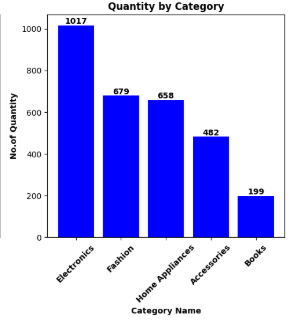 Quantity by Category
No.of Quantity
1000
800
600
400
200
0
1017
679
658
482
199
Electronics
Fashion
Home Appliances
Accessories
Books
Category Name